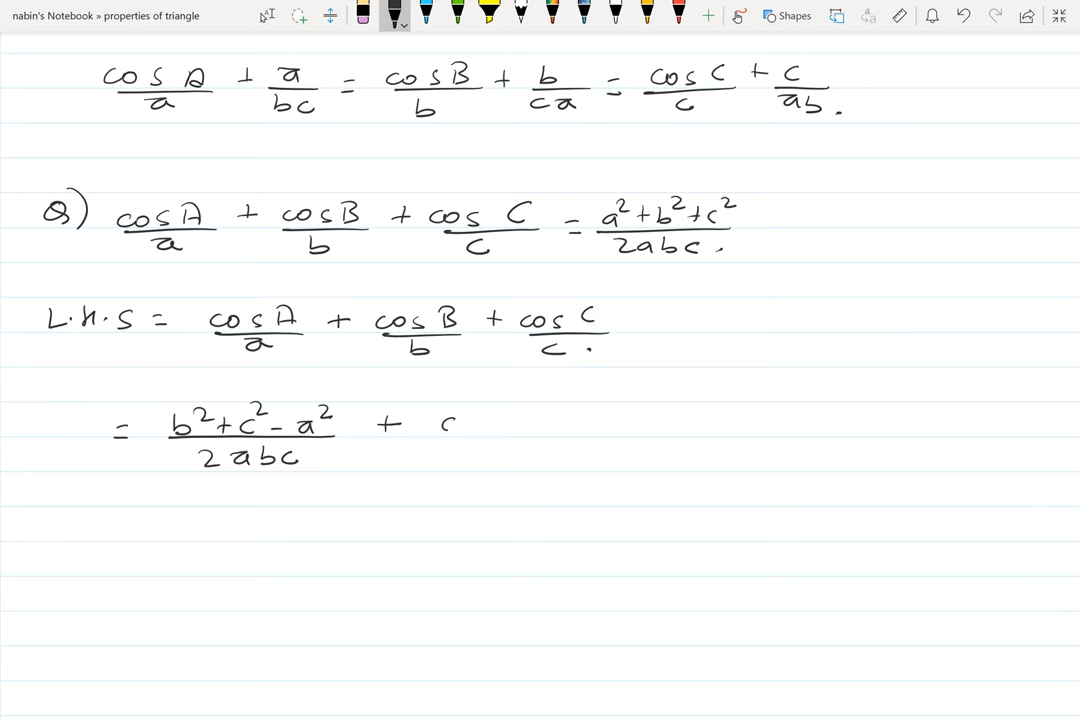 nabin's Notebook » properties of triangle Shapes
cos A/a + a/bc = cos B/b + b/ca = cos C/c + c/ab.
Q) cos A/a + cos B/b + cos C/c = a²+b²+c²/2abc.
L.H.S = cos A/a + cos B/b + cos C/c.
= b²+c²-a²/2abc + c